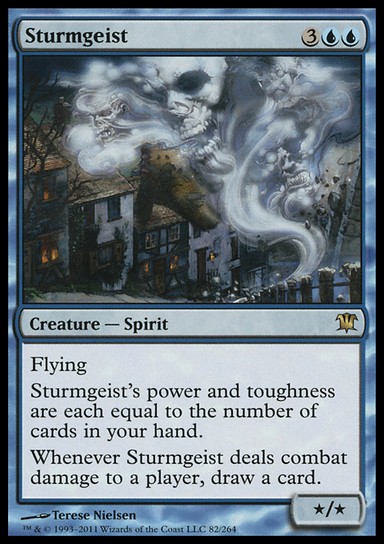 Sturmgeist 3
Creature — Spirit
Flying
Sturmgeist's power and toughness
are each equal to the number of
cards in your hand.
Whenever Sturmgeist deals combat
damage to a player, draw a card.
Terese Nielsen
™ & © 1993–2011 Wizards of the Coast LLC 82/264
★/★